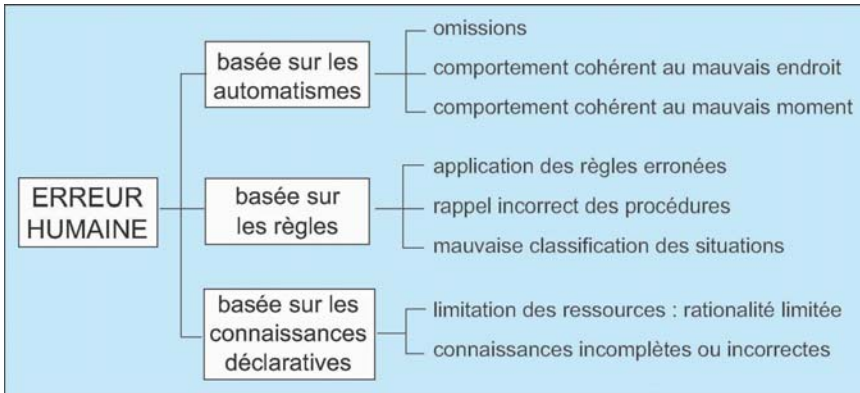 ERREUR
HUMAINE
basée sur les
automatismes
omissions
comportement cohérent au mauvais endroit
comportement cohérent au mauvais moment
basée sur
les règles
application des règles erronées
rappel incorrect des procédures
mauvaise classification des situations
basée sur les
connaissances
déclaratives
limitation des ressources : rationalité limitée
connaissances incomplètes ou incorrectes